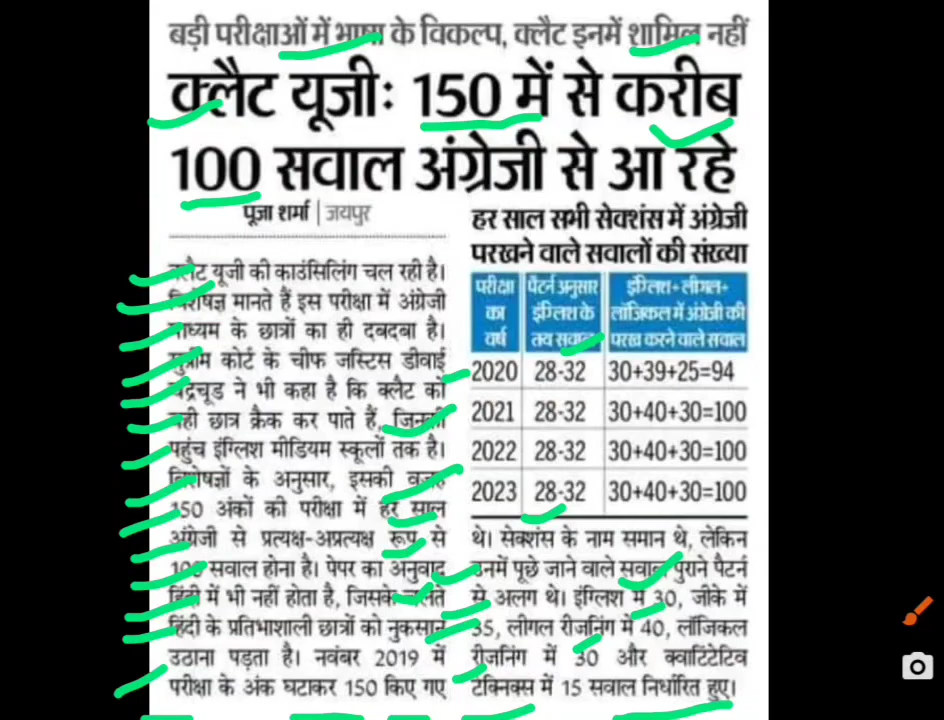 बड़ी परीक्षाओं में भाषा के विकल्प, क्लैट इनमें शामिल नहीं
क्लैट यूजी: 150 में से करीब
100 सवाल अंग्रेजी से आ रहे
पूजा शर्मा | जयपुर
क्लैट यूजी की काउंसिलिंग चल रही है।
विशेषज्ञ मानते हैं इस परीक्षा में अंग्रेजी
माध्यम के छात्रों का ही दबदबा है।
सुप्रीम कोर्ट के चीफ जस्टिस डीवाई
चंद्रचूड़ ने भी कहा है कि क्लैट को
वही छात्र क्रैक कर पाते हैं, जिनकी
पहुंच इंग्लिश मीडियम स्कूलों तक है।
विशेषज्ञों के अनुसार, इसकी वजह
150 अंकों की परीक्षा में हर साल
अंग्रेजी से प्रत्यक्ष-अप्रत्यक्ष रूप से
100 सवाल होना है। पेपर का अनुवाद
हिंदी में भी नहीं होता है, जिसके चलते
हिंदी के प्रतिभाशाली छात्रों को नुकसान
उठाना पड़ता है। नवंबर 2019 में
परीक्षा के अंक घटाकर 150 किए गए
हर साल सभी सेक्शंस में अंग्रेजी
परखने वाले सवालों की संख्या
परीक्षा का वर्ष | पैटर्न अनुसार इंग्लिश के तय सवाल | इंग्लिश+लीगल+ लॉजिकल में अंग्रेजी की परख करने वाले सवाल
2020 28-32 30+39+25=94
2021 28-32 30+40+30=100
2022 28-32 30+40+30=100
2023 28-32 30+40+30=100
थे। सेक्शंस के नाम समान थे, लेकिन
उनमें पूछे जाने वाले सवाल पुराने पैटर्न
से अलग थे। इंग्लिश में 30, जीके में
35, लीगल रीजनिंग में 40, लॉजिकल
रीजनिंग में 30 और क्वांटिटेटिव
टेक्निक्स में 15 सवाल निर्धारित हुए।